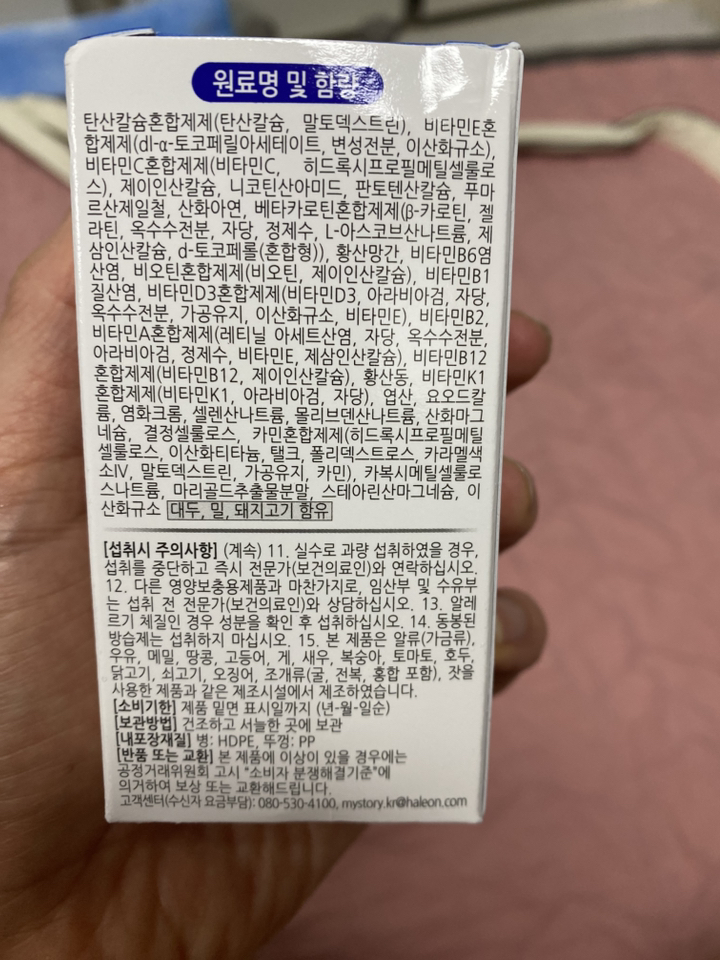 원료명 및 함량
탄산칼슘혼합제제(탄산칼슘, 말토덱스트린), 비타민E혼
합제제(dl-α-토코페릴아세테이트, 변성전분, 이산화규소),
비타민C혼합제제(비타민C, 히드록시프로필메틸셀룰로
스), 제이인산칼슘, 니코틴산아미드, 판토텐산칼슘, 푸마
르산제일철, 산화아연, 베타카로틴혼합제제(β-카로틴, 젤
라틴, 옥수수전분, 자당, 정제수, L-아스코브산나트륨, 제
삼인산칼슘, d-토코페롤(혼합형)), 황산망간, 비타민B6염
산염, 비오틴혼합제제(비오틴, 제이인산칼슘), 비타민B1
질산염, 비타민D3혼합제제(비타민D3, 아라비아검, 자당,
옥수수전분, 가공유지, 이산화규소, 비타민E), 비타민B2,
비타민A혼합제제(레티닐 아세트산염, 자당, 옥수수전분,
아라비아검, 정제수, 비타민E, 제삼인산칼슘), 비타민B12
혼합제제(비타민B12, 제이인산칼슘), 황산동, 비타민K1
혼합제제(비타민K1, 아라비아검, 자당), 엽산, 요오드칼
륨, 염화크롬, 셀렌산나트륨, 몰리브덴산나트륨, 산화마그
네슘, 결정셀룰로스, 카민혼합제제(히드록시프로필메틸
셀룰로스, 이산화티타늄, 탤크, 폴리덱스트로스, 카라멜색
소IV, 말토덱스트린, 가공유지, 카민), 카복시메틸셀룰로
스나트륨, 마리골드추출물분말, 스테아린산마그네슘, 이
산화규소 대두, 밀, 돼지고기 함유
[섭취시 주의사항] (계속) 11. 실수로 과량 섭취하였을 경우,
섭취를 중단하고 즉시 전문가(보건의료인)와 연락하십시오.
12. 다른 영양보충용제품과 마찬가지로, 임산부 및 수유부
는 섭취 전 전문가(보건의료인)와 상담하십시오. 13. 알레
르기 체질인 경우 성분을 확인 후 섭취하십시오. 14. 동봉된
방습제는 섭취하지 마십시오. 15. 본 제품은 알류(가금류),
우유, 메밀, 땅콩, 고등어, 게, 새우, 복숭아, 토마토, 호두,
닭고기, 쇠고기, 오징어, 조개류(굴, 전복, 홍합 포함), 잣을
사용한 제품과 같은 제조시설에서 제조하였습니다.
[소비기한] 제품 밑면 표시일까지 (년-월-일순)
[보관방법] 건조하고 서늘한 곳에 보관
[내포장재질] 병: HDPE, 뚜껑: PP
[반품 또는 교환] 본 제품에 이상이 있을 경우에는
공정거래위원회 고시 "소비자 분쟁해결기준"에
의거하여 보상 또는 교환해드립니다.
고객센터(수신자 요금부담): 080-530-4100, mystory.kr@haleon.com